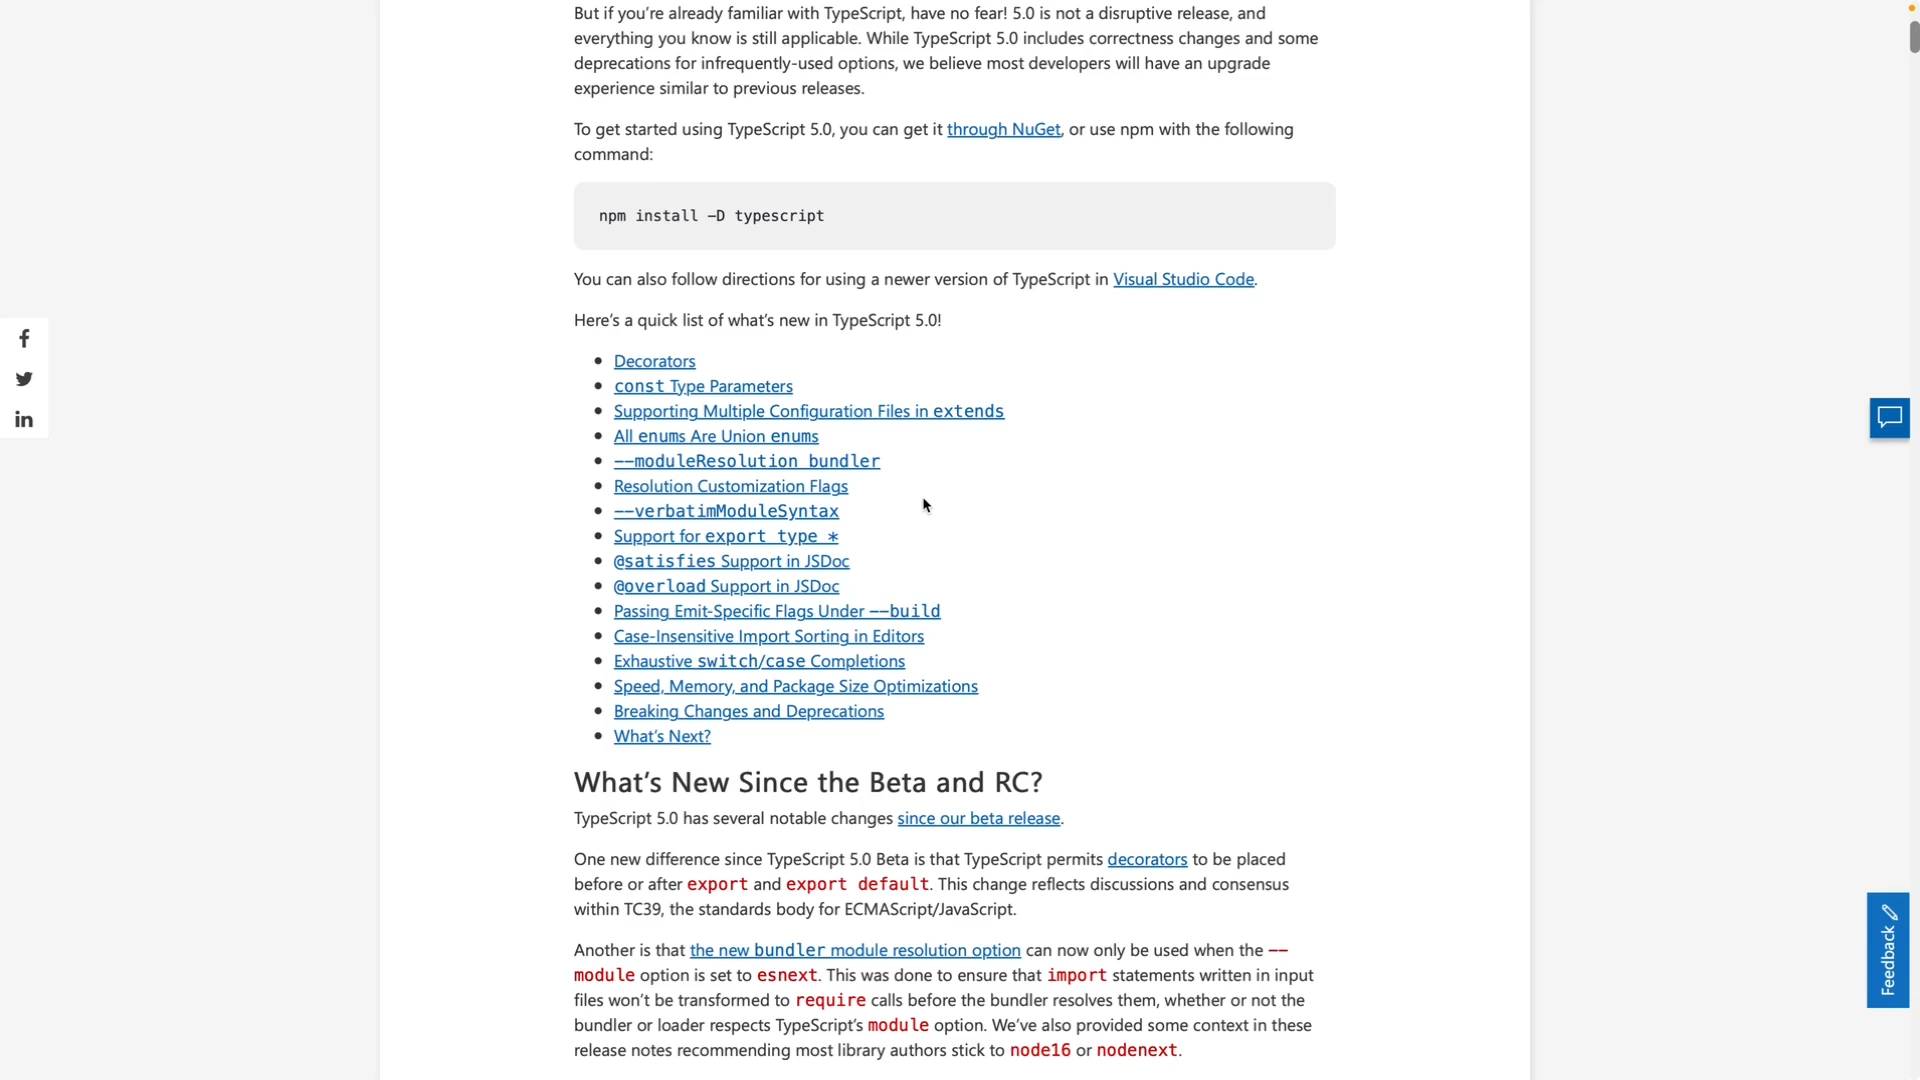 But if you’re already familiar with TypeScript, have no fear! 5.0 is not a disruptive release, and
everything you know is still applicable. While TypeScript 5.0 includes correctness changes and some
deprecations for infrequently-used options, we believe most developers will have an upgrade
experience similar to previous releases.
To get started using TypeScript 5.0, you can get it through NuGet, or use npm with the following
command:
npm install -D typescript
You can also follow directions for using a newer version of TypeScript in Visual Studio Code.
Here’s a quick list of what’s new in TypeScript 5.0!
Decorators
const Type Parameters
Supporting Multiple Configuration Files in extends
All enums Are Union enums
--moduleResolution bundler
Resolution Customization Flags
--verbatimModuleSyntax
Support for export type *
@satisfies Support in JSDoc
@overload Support in JSDoc
Passing Emit-Specific Flags Under --build
Case-Insensitive Import Sorting in Editors
Exhaustive switch/case Completions
Speed, Memory, and Package Size Optimizations
Breaking Changes and Deprecations
What’s Next?
What’s New Since the Beta and RC?
TypeScript 5.0 has several notable changes since our beta release.
One new difference since TypeScript 5.0 Beta is that TypeScript permits decorators to be placed
before or after export and export default. This change reflects discussions and consensus
within TC39, the standards body for ECMAScript/JavaScript.
Another is that the new bundler module resolution option can now only be used when the --
module option is set to esnext. This was done to ensure that import statements written in input
files won’t be transformed to require calls before the bundler resolves them, whether or not the
bundler or loader respects TypeScript’s module option. We’ve also provided some context in these
release notes recommending most library authors stick to node16 or nodenext.
Feedback